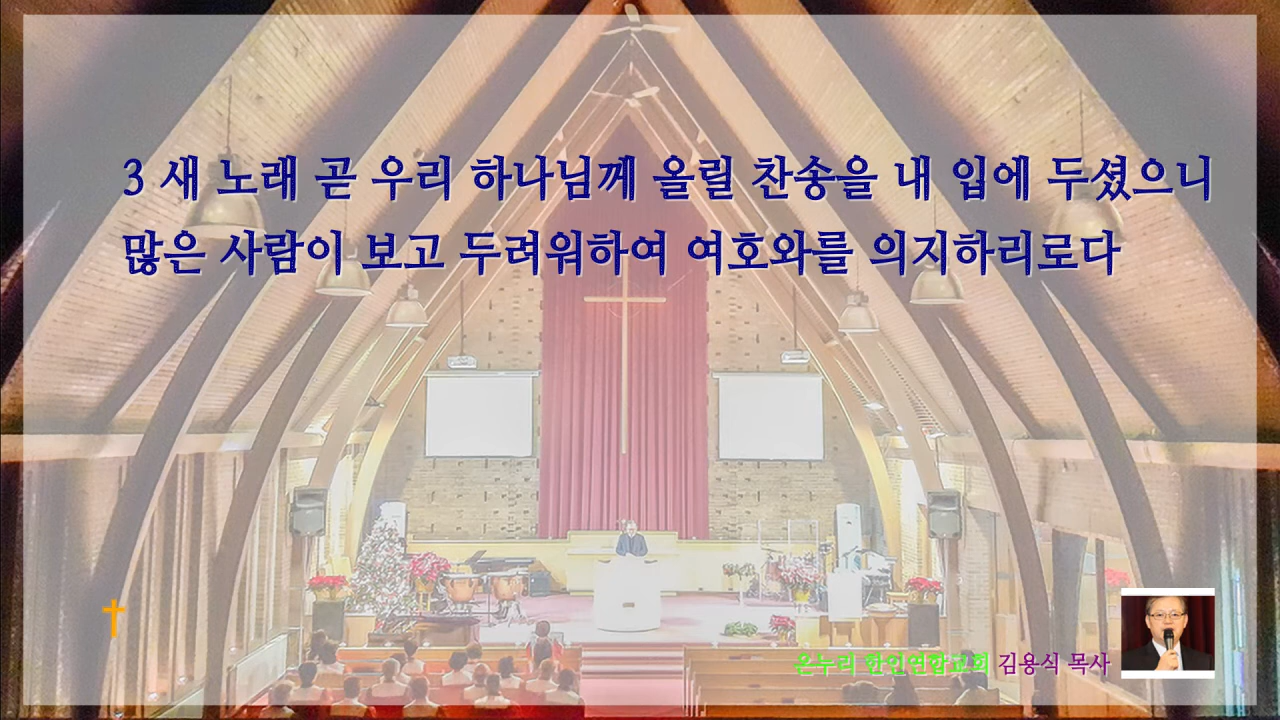 3 새 노래 곧 우리 하나님께 올릴 찬송을 내 입에 두셨으니
많은 사람이 보고 두려워하여 여호와를 의지하리로다
온누리 한인연합교회 김용식 목사